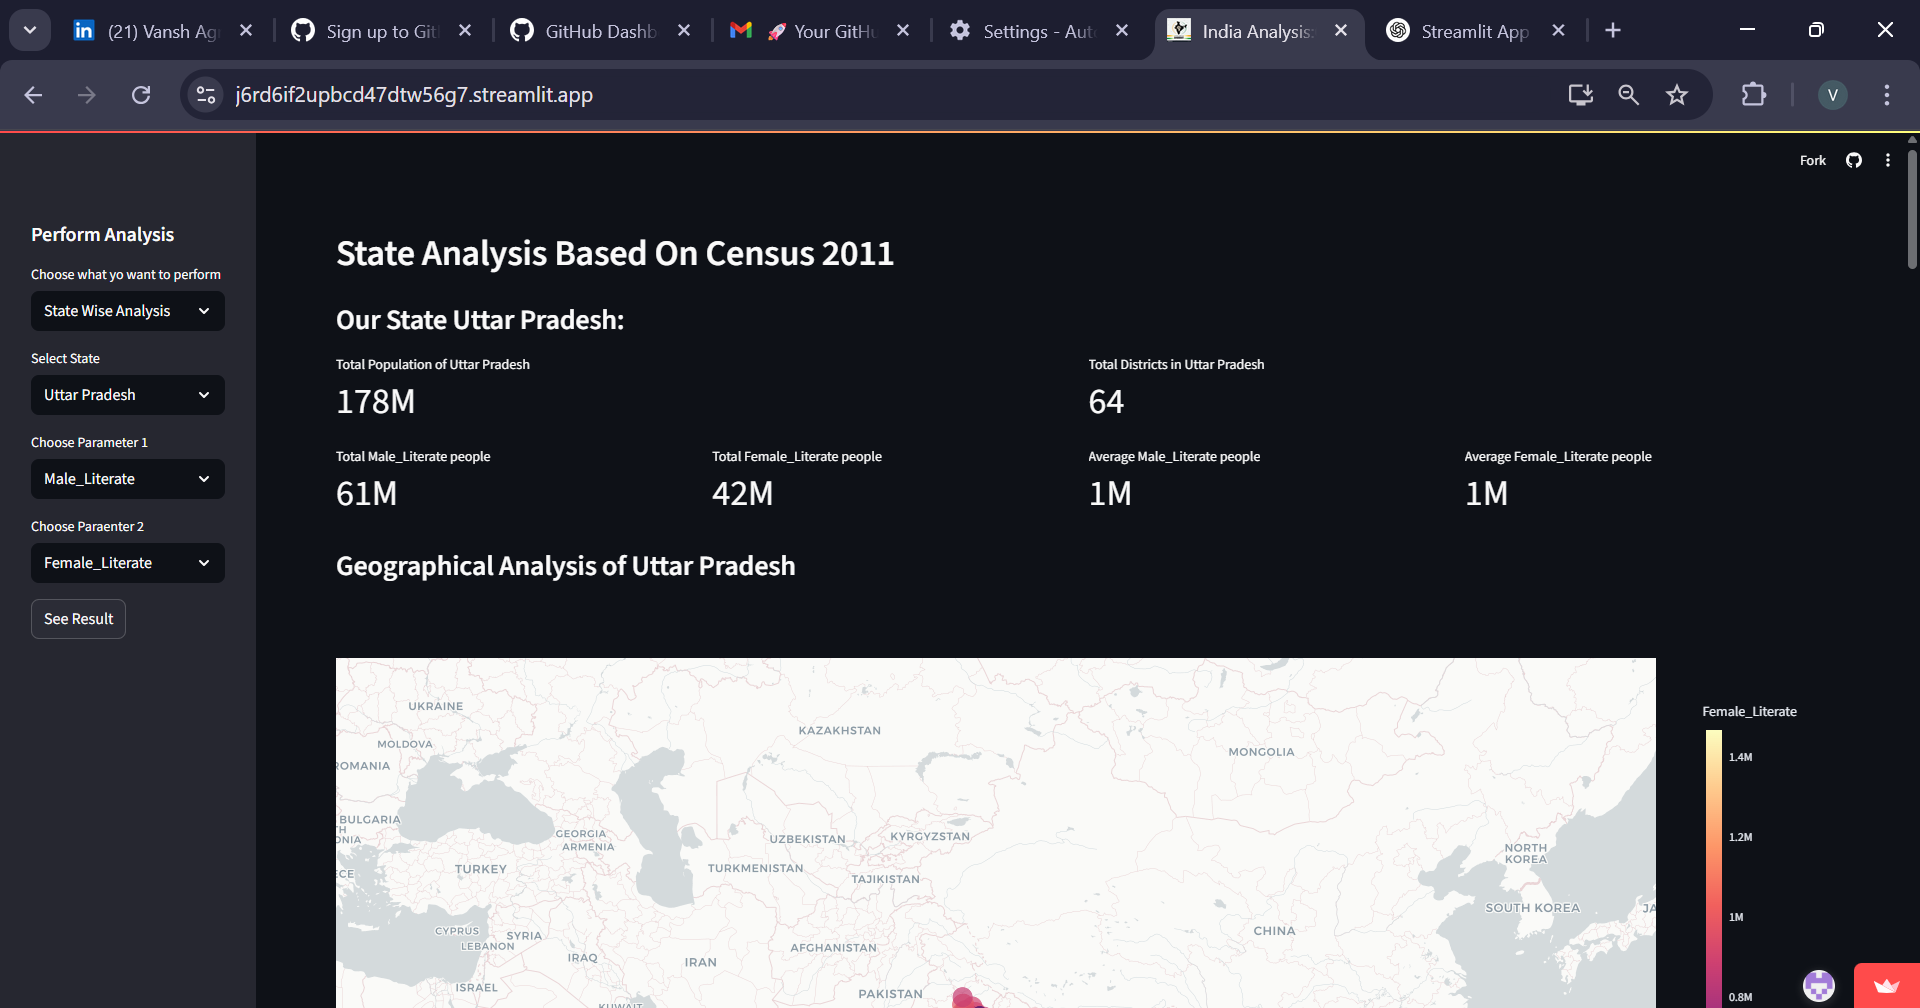 (21) Vansh Ag
Sign up to Git
GitHub Dashb
🚀 Your GitHu
Settings - Aut
India Analysis:
Streamlit App
j6rd6if2upbcd47dtw56g7.streamlit.app
V
Fork
Perform Analysis
Choose what yo want to perform
State Wise Analysis
Select State
Uttar Pradesh
Choose Parameter 1
Male_Literate
Choose Paraenter 2
Female_Literate
See Result
State Analysis Based On Census 2011
Our State Uttar Pradesh:
Total Population of Uttar Pradesh
178M
Total Districts in Uttar Pradesh
64
Total Male_Literate people
61M
Total Female_Literate people
42M
Average Male_Literate people
1M
Average Female_Literate people
1M
Geographical Analysis of Uttar Pradesh
UKRAINE
KAZAKHSTAN
MOLDOVA
MONGOLIA
ROMANIA
BULGARIA
TH
ONIA
GEORGIA
ARMENIA
UZBEKISTAN
KYRGYZSTAN
NORTH
KOREA
ECE
TURKEY
TURKMENISTAN
TAJIKISTAN
SOUTH KOREA
JA
CYPRUS
SYRIA
LEBANON
AFGHANISTAN
CHINA
IRAQ
IRAN
ISRAEL
PAKISTAN
KUWAIT
Female_Literate
1.4M
1.2M
1M
0.8M